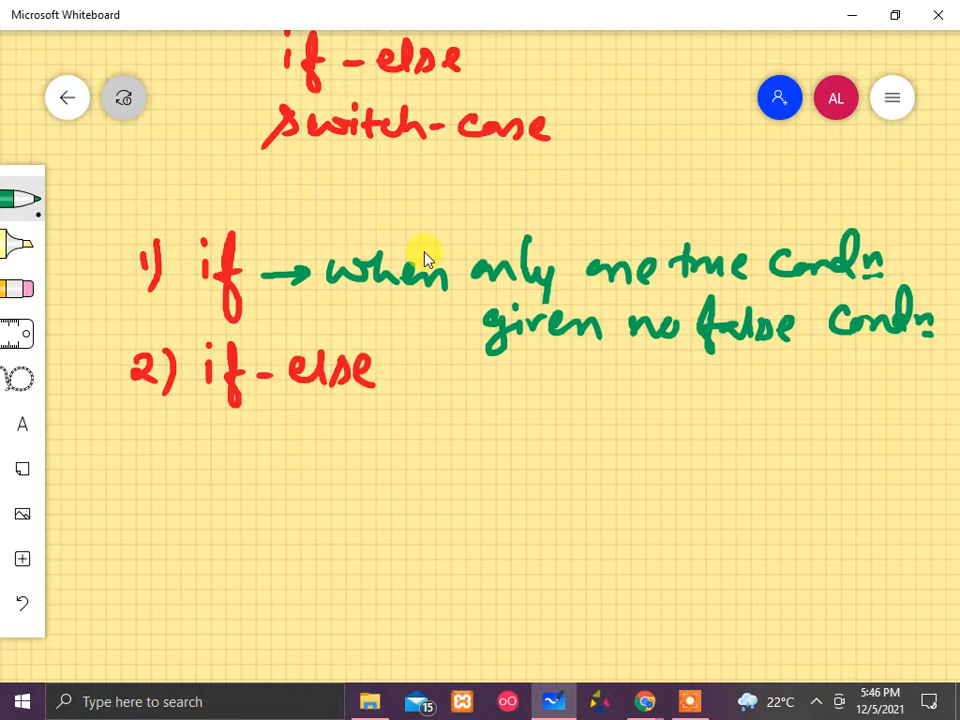 Microsoft Whiteboard
if - else
AL
switch - case
1) if → when only one true condn
given no false condn
2) if - else
A
15
Type here to search
22°C
5:46 PM
12/5/2021